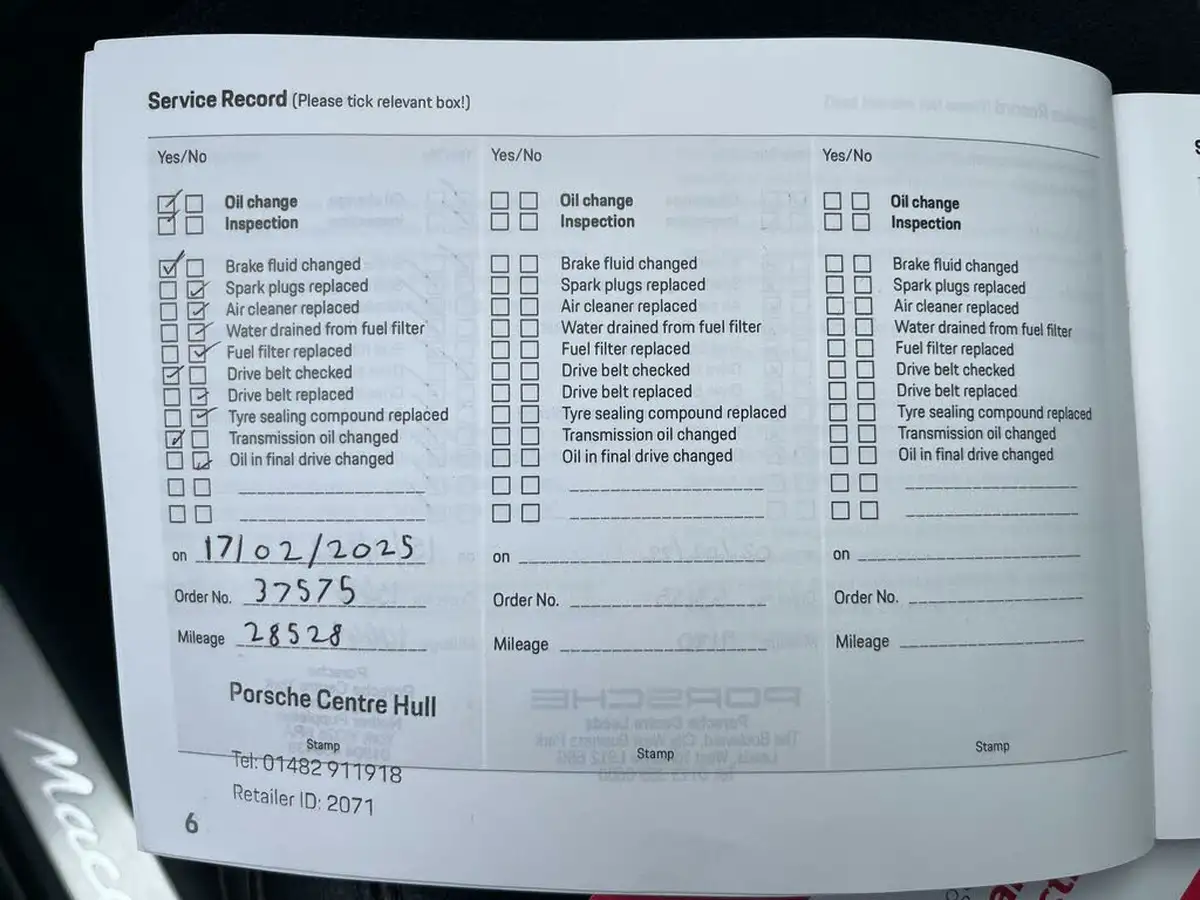 Service Record (Please tick relevant box!)
Yes/No
Oil change
Inspection
Brake fluid changed
Spark plugs replaced
Air cleaner replaced
Water drained from fuel filter
Fuel filter replaced
Drive belt checked
Drive belt replaced
Tyre sealing compound replaced
Transmission oil changed
Oil in final drive changed
on 17/02/2025
Order No. 37575
Mileage 28528
Porsche Centre Hull
Stamp
Tel: 01482 911918
Retailer ID: 2071
Yes/No
Oil change
Inspection
Brake fluid changed
Spark plugs replaced
Air cleaner replaced
Water drained from fuel filter
Fuel filter replaced
Drive belt checked
Drive belt replaced
Tyre sealing compound replaced
Transmission oil changed
Oil in final drive changed
on
Order No.
Mileage
Stamp
Yes/No
Oil change
Inspection
Brake fluid changed
Spark plugs replaced
Air cleaner replaced
Water drained from fuel filter
Fuel filter replaced
Drive belt checked
Drive belt replaced
Tyre sealing compound replaced
Transmission oil changed
Oil in final drive changed
on
Order No.
Mileage
Stamp
6